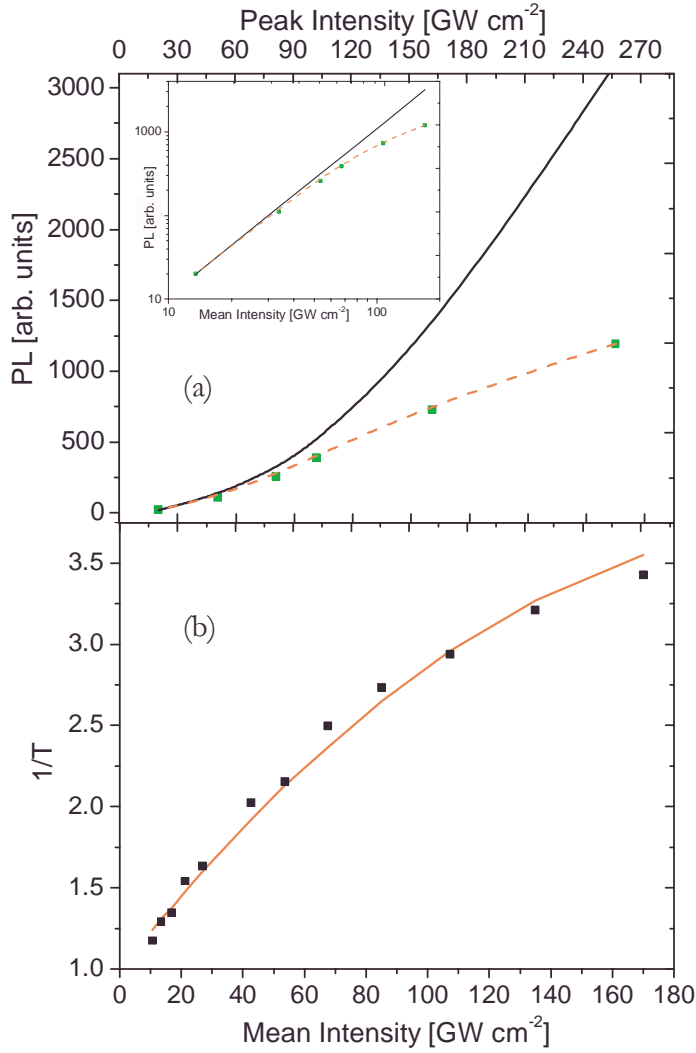 Peak Intensity [GW cm-2]
0 30 60 90 120 150 180 210 240 270
PL [arb. units]
3000
2500
2000
1500
1000
500
0
PL [arb. units]
1000
10
10 100
Mean Intensity [GW cm-2]
(a)
1/T
3.5
3.0
2.5
2.0
1.5
1.0
(b)
0 20 40 60 80 100 120 140 160 180
Mean Intensity [GW cm-2]